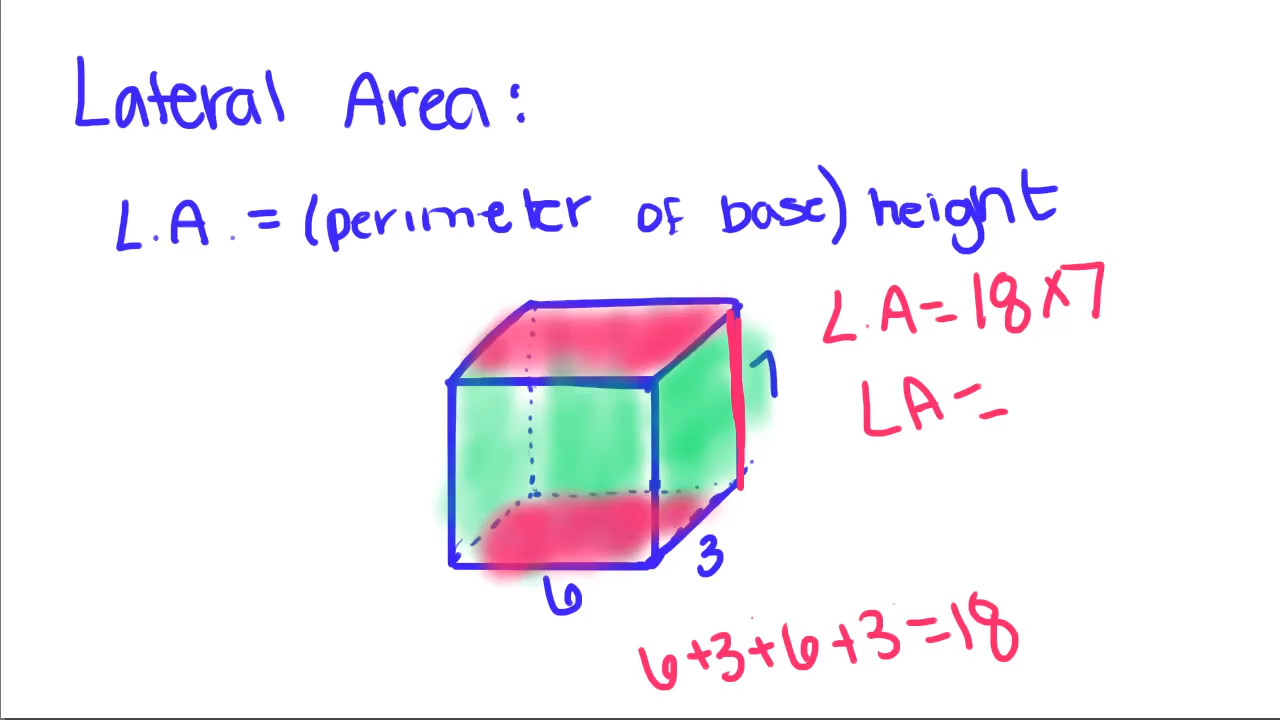 Lateral Area:
L.A. = (perimeter of base) height
L.A = 18 x 7
7
LA =
3
6
6+3+6+3=18